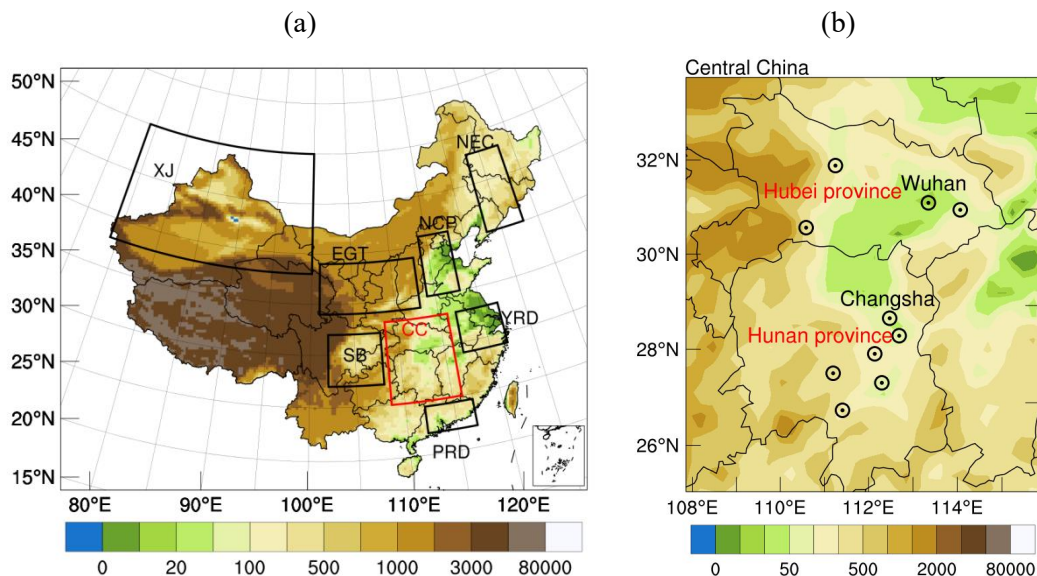 (a)
(b)
Central China
50°N
45°N
40°N
35°N
30°N
25°N
20°N
15°N
80°E
90°E
100°E
110°E
120°E
XJ
NEC
NCP
EGT
YRD
CC
SB
PRD
0
20
100
500
1000
3000
80000
32°N
30°N
28°N
26°N
108°E
110°E
112°E
114°E
Hubei province
Wuhan
Changsha
Hunan province
0
50
500
2000
80000